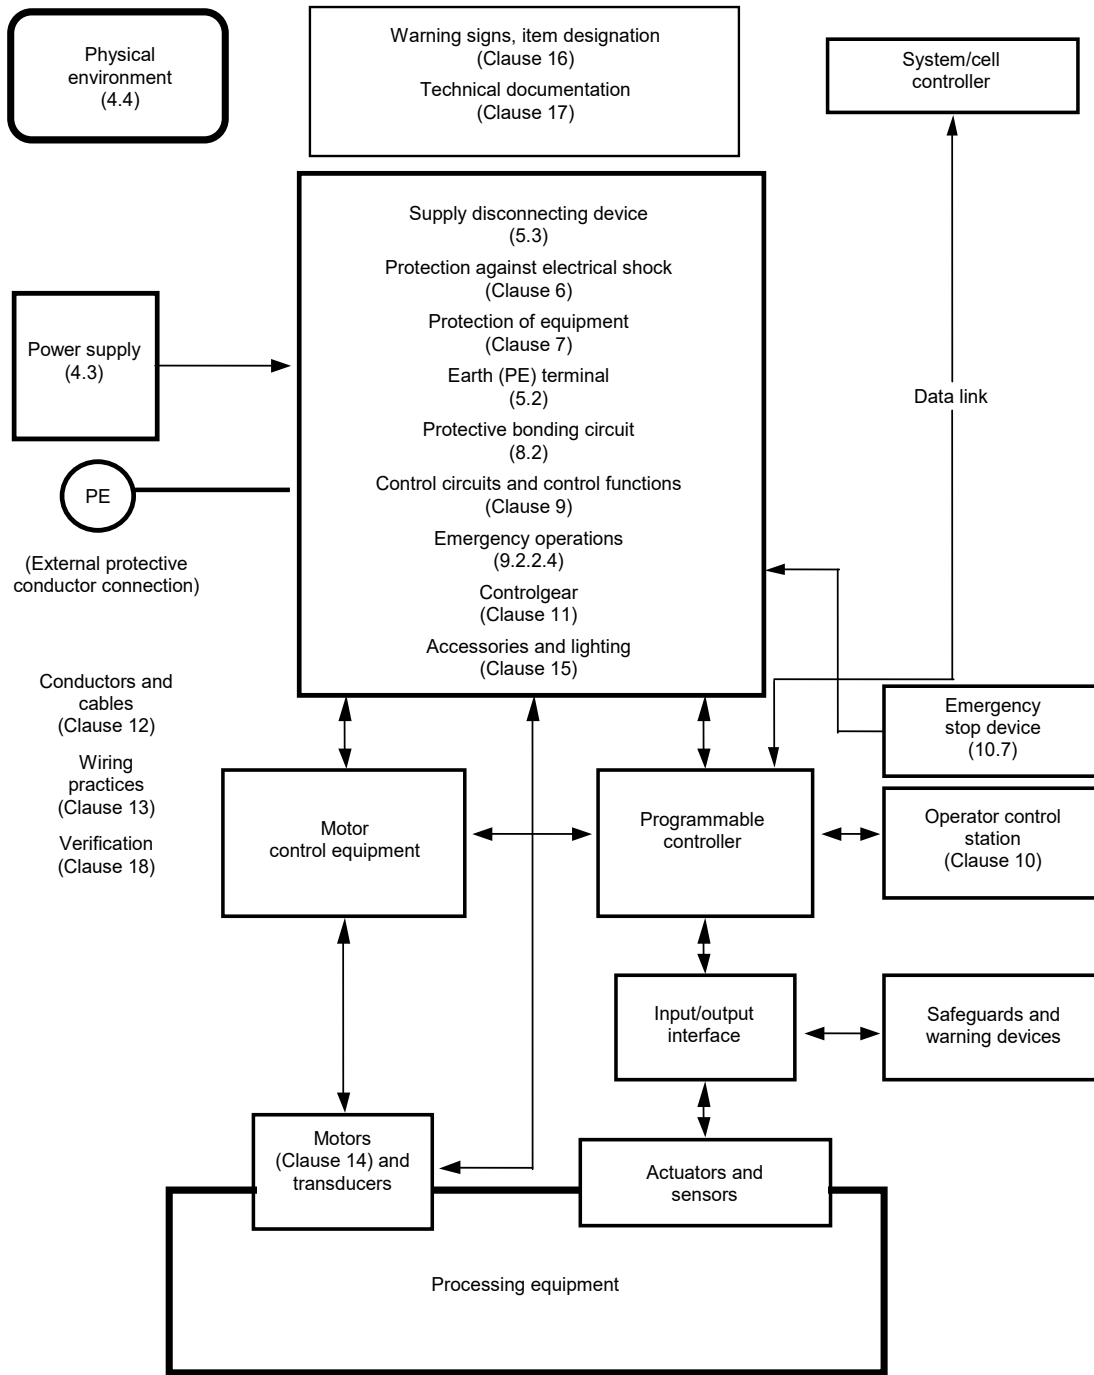 Physical
environment
(4.4)
Warning signs, item designation
(Clause 16)
Technical documentation
(Clause 17)
System/cell
controller
Supply disconnecting device
(5.3)
Protection against electrical shock
(Clause 6)
Protection of equipment
(Clause 7)
Earth (PE) terminal
(5.2)
Protective bonding circuit
(8.2)
Control circuits and control functions
(Clause 9)
Emergency operations
(9.2.2.4)
Controlgear
(Clause 11)
Accessories and lighting
(Clause 15)
Power supply
(4.3)
Data link
PE
(External protective
conductor connection)
Conductors and
cables
(Clause 12)
Wiring
practices
(Clause 13)
Verification
(Clause 18)
Emergency
stop device
(10.7)
Motor
control equipment
Programmable
controller
Operator control
station
(Clause 10)
Input/output
interface
Safeguards and
warning devices
Motors
(Clause 14) and
transducers
Actuators and
sensors
Processing equipment